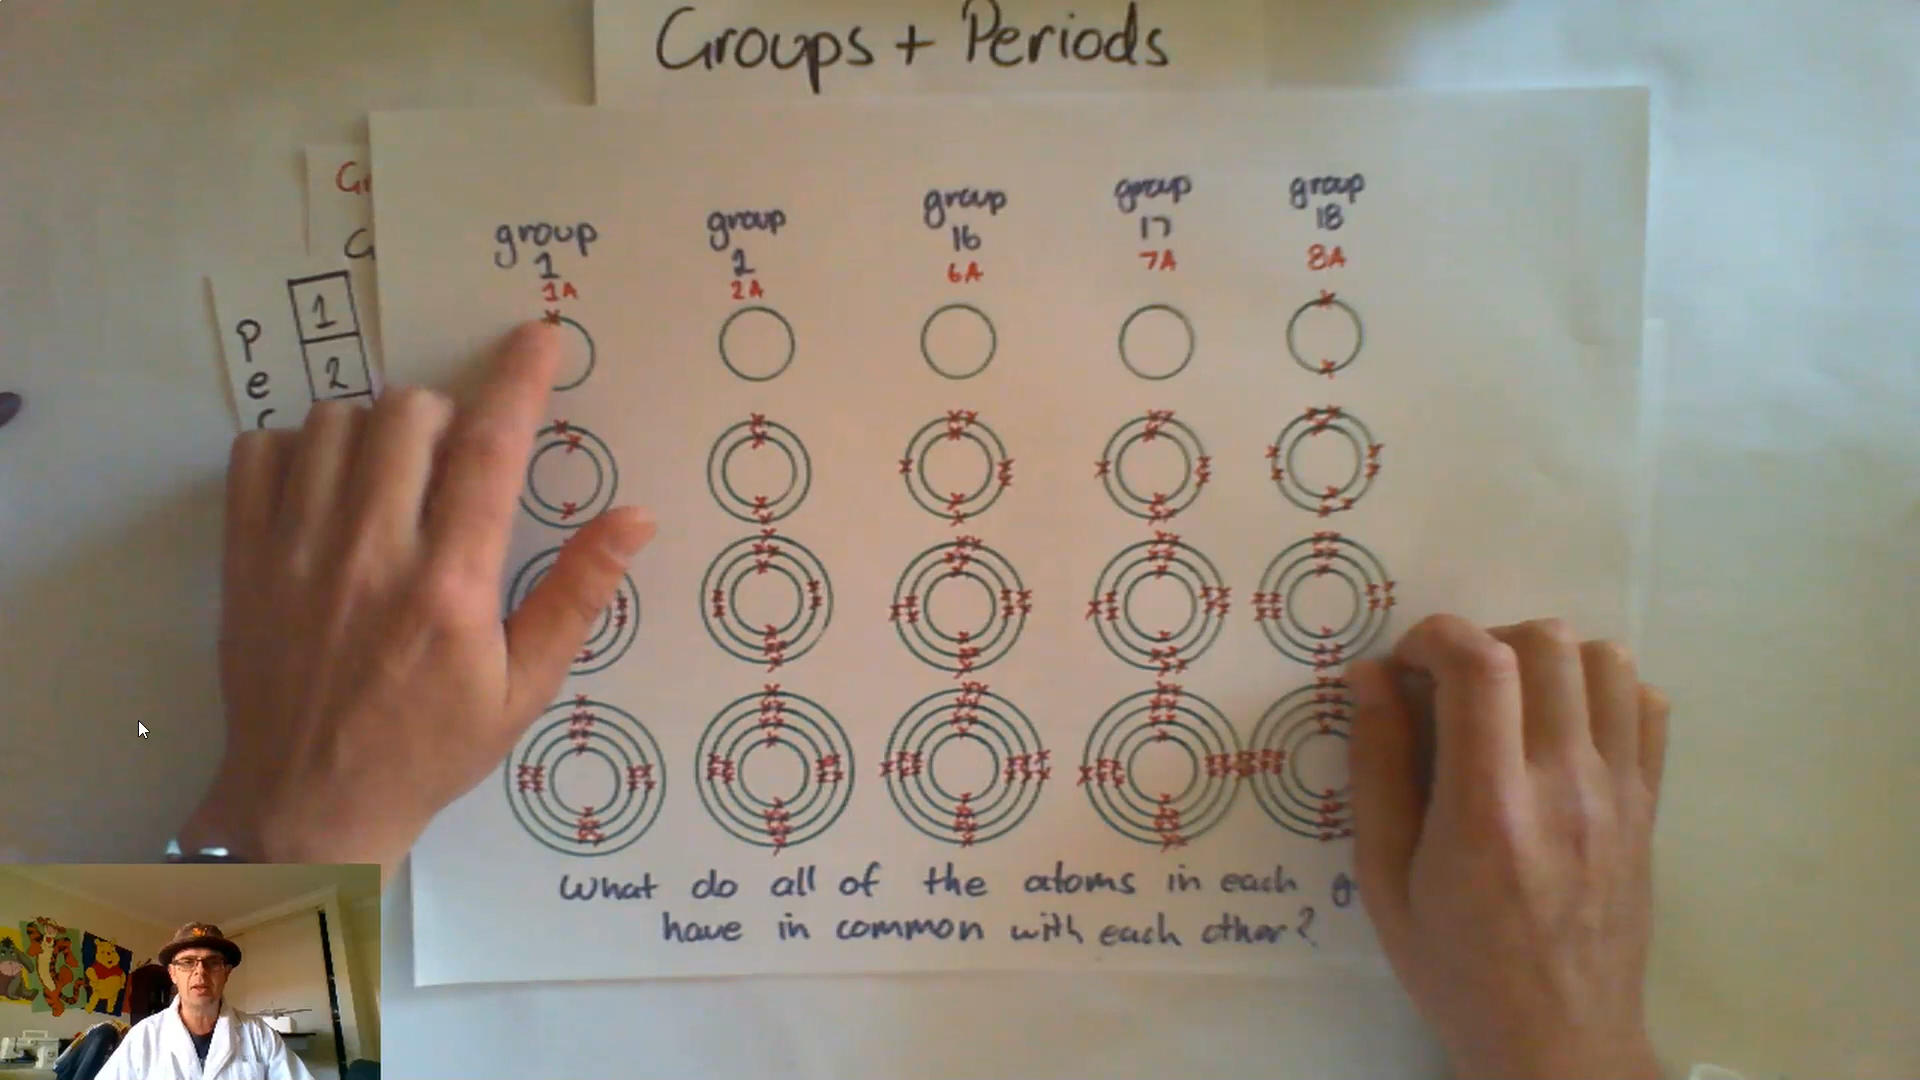 Groups + Periods
group
1
1A
group
2
2A
group
16
6A
group
17
7A
group
18
8A
P
e
1
2
What do all of the atoms in each
have in common with each other?